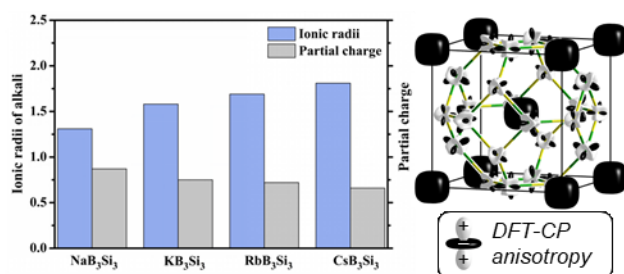 Ionic radii of alkali
2.5
2.0
1.5
1.0
0.5
0.0
Ionic radii
Partial charge
NaB₃Si₃
KB₃Si₃
RbB₃Si₃
CsB₃Si₃
Partial charge
+
−
+
DFT-CP
anisotropy